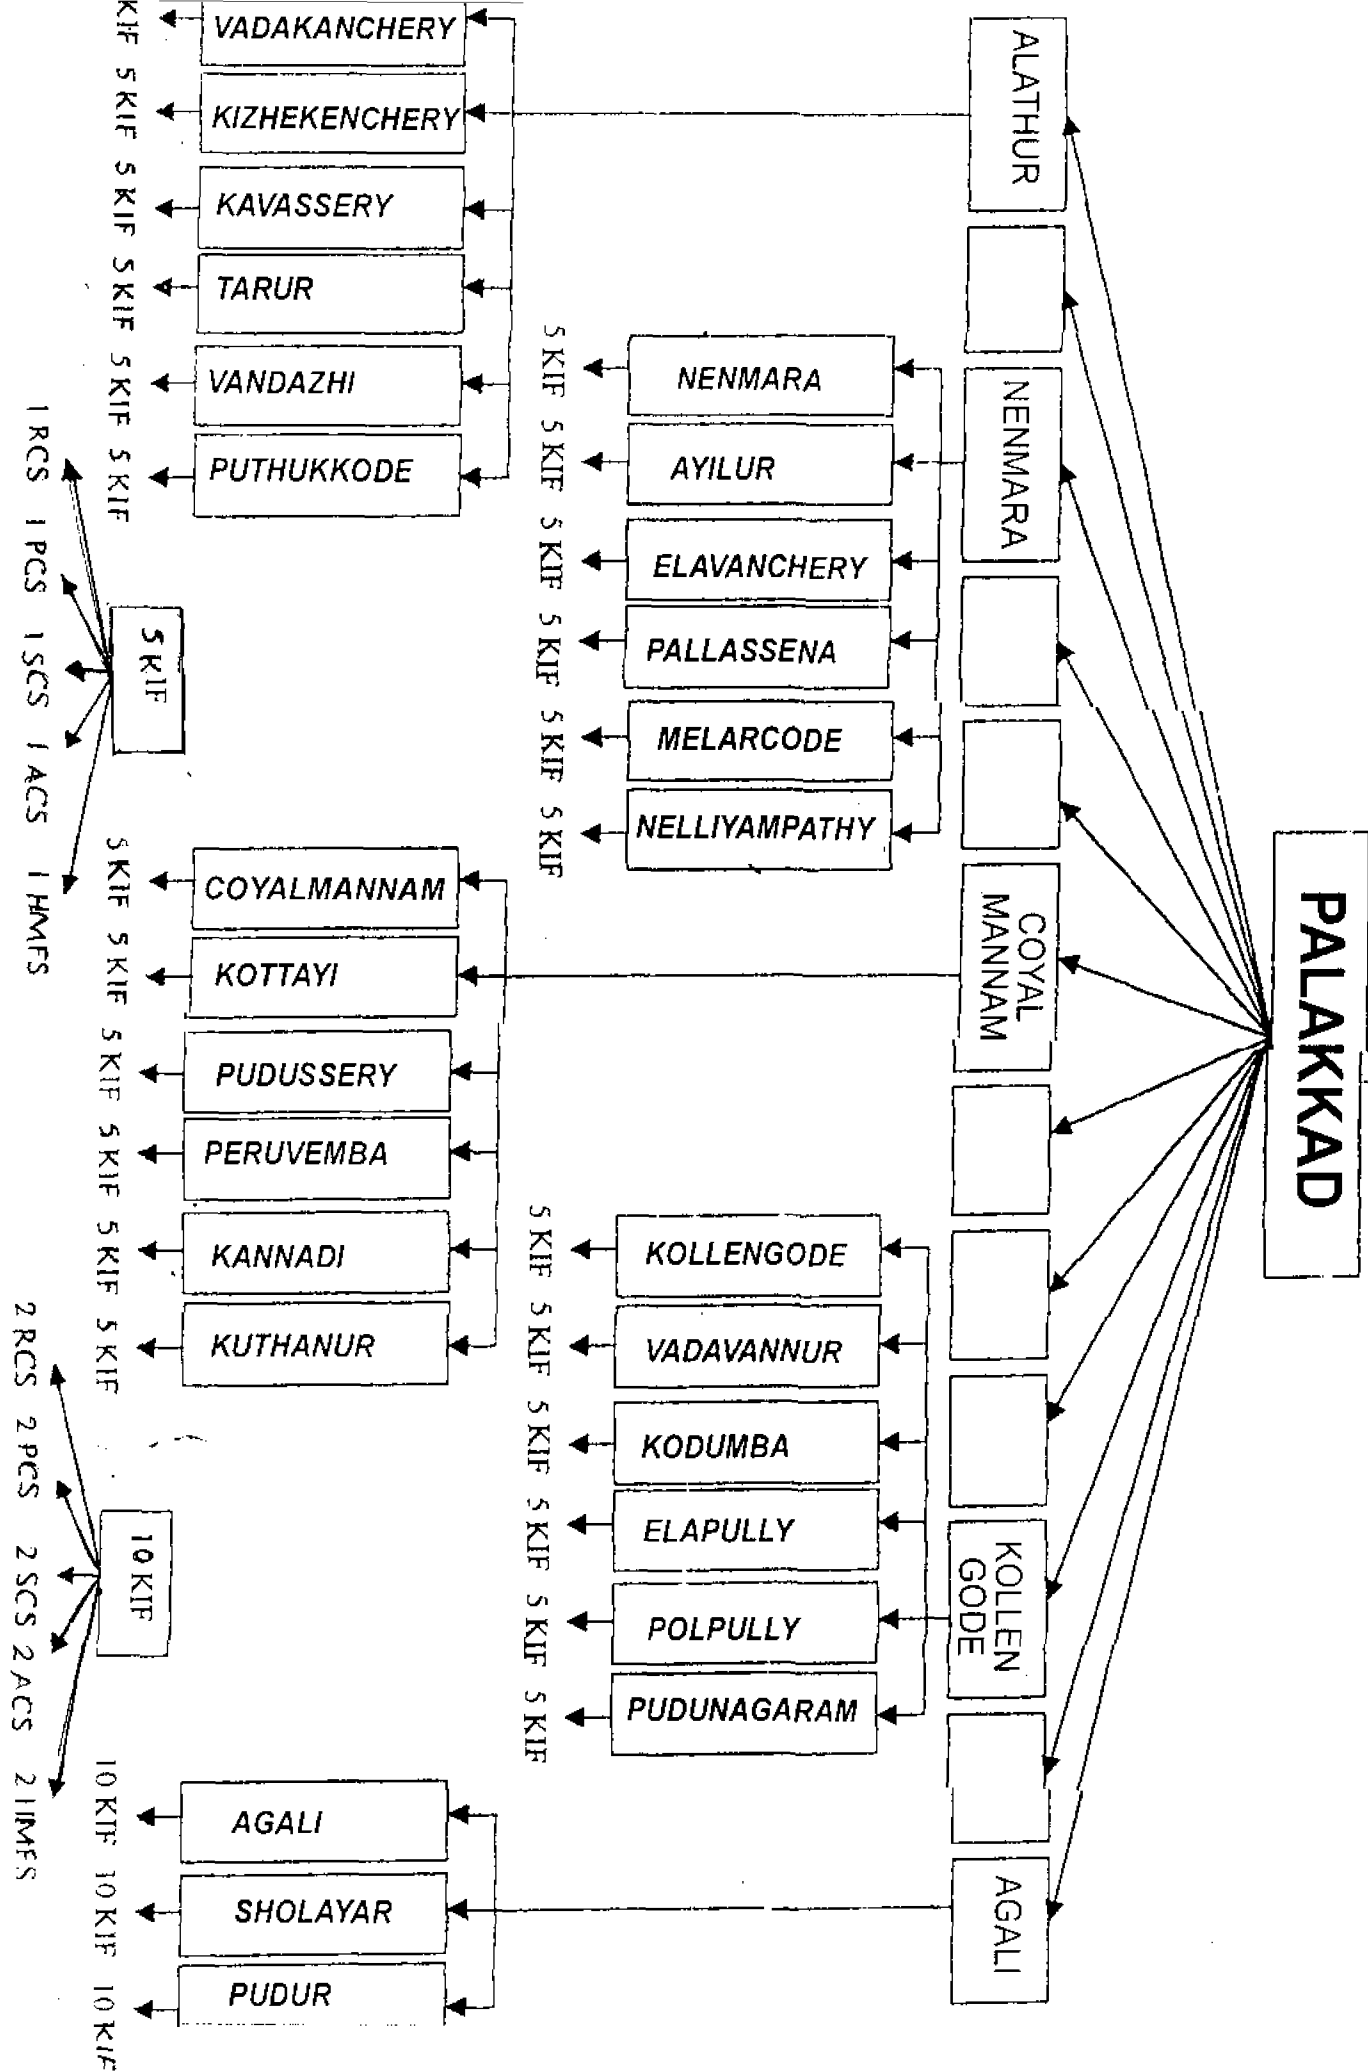 PALAKKAD
ALATHUR
NENMARA
COYAL
MANNAM
KOLLEN
GODE
AGALI
NENMARA
AYILUR
ELAVANCHERY
PALLASSENA
MELARCODE
NELLIYAMPATHY
5 KIF 5 KIF 5 KIF 5 KIF 5 KIF 5 KIF
KOLLENGODE
VADAVANNUR
KODUMBA
ELAPULLY
POLPULLY
PUDUNAGARAM
5 KIF 5 KIF 5 KIF 5 KIF 5 KIF 5 KIF
VADAKANCHERY
KIZHEKENCHERY
KAVASSERY
TARUR
VANDAZHI
PUTHUKKODE
KIF 5 KIF 5 KIF 5 KIF 5 KIF 5 KIF
COYALMANNAM
KOTTAYI
PUDUSSERY
PERUVEMBA
KANNADI
KUTHANUR
5 KIF 5 KIF 5 KIF 5 KIF 5 KIF 5 KIF
AGALI
SHOLAYAR
PUDUR
10 KIF 10 KIF 10 KIF
5 KIF
1 RCS 1 PCS 1 SCS 1 ACS 1 HMFS
10 KIF
2 RCS 2 PCS 2 SCS 2 ACS 2